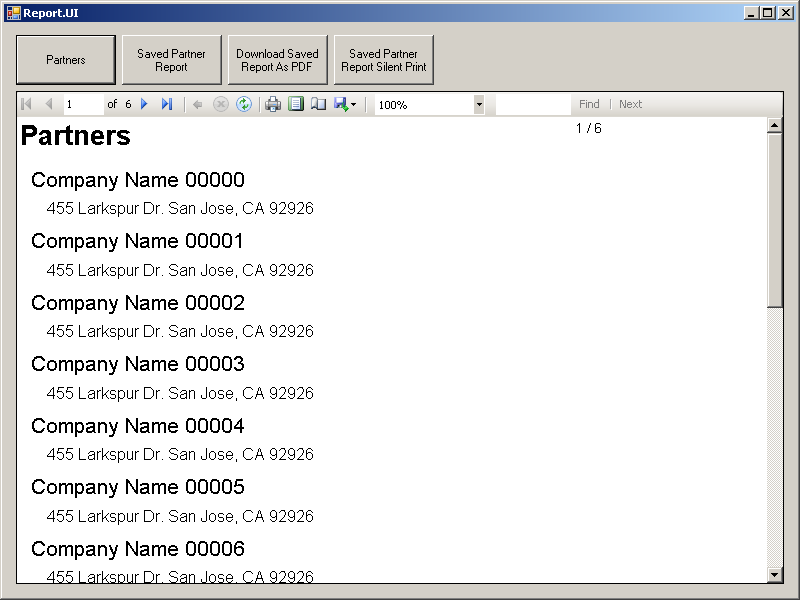 Report.UI
Partners
Saved Partner
Report
Download Saved
Report As PDF
Saved Partner
Report Silent Print
1 of 6 100% Find | Next
1 / 6
Partners
Company Name 00000
455 Larkspur Dr. San Jose, CA 92926
Company Name 00001
455 Larkspur Dr. San Jose, CA 92926
Company Name 00002
455 Larkspur Dr. San Jose, CA 92926
Company Name 00003
455 Larkspur Dr. San Jose, CA 92926
Company Name 00004
455 Larkspur Dr. San Jose, CA 92926
Company Name 00005
455 Larkspur Dr. San Jose, CA 92926
Company Name 00006
455 Larkspur Dr. San Jose, CA 92926